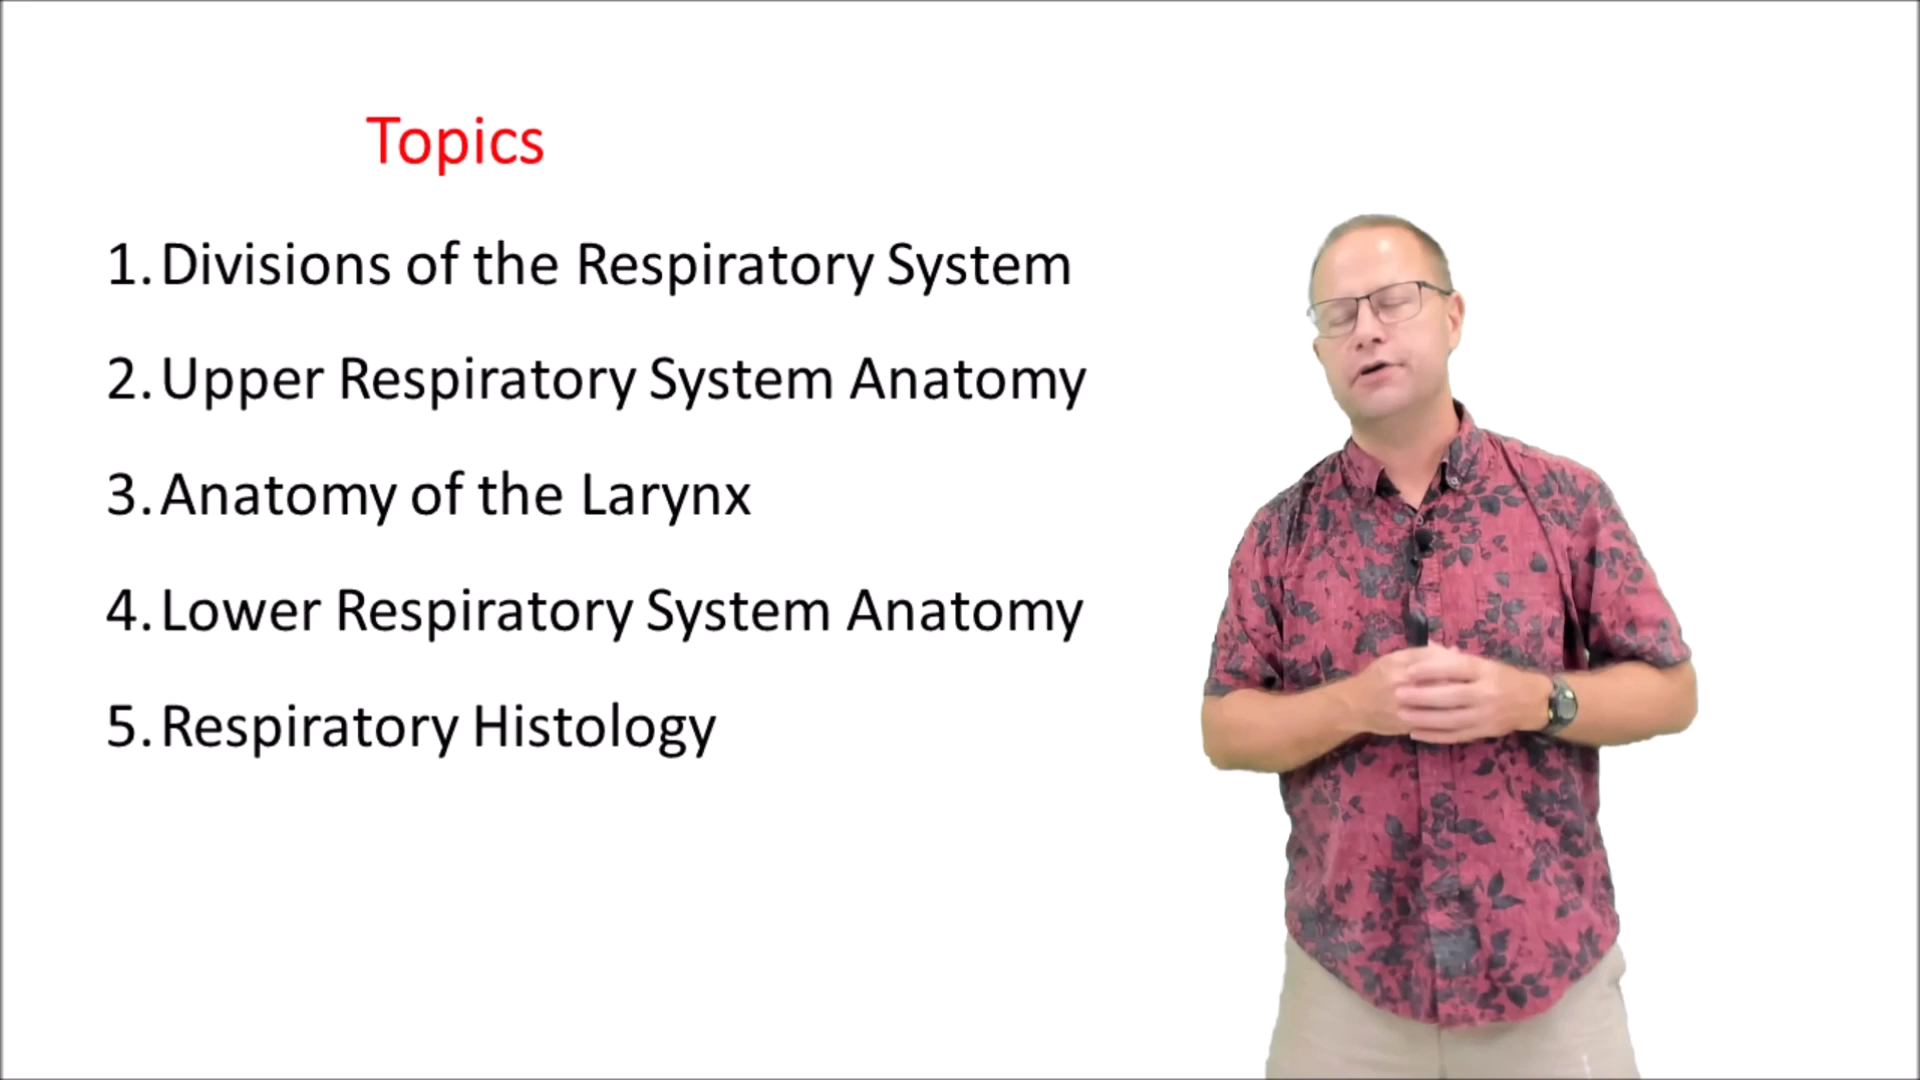 Topics
1. Divisions of the Respiratory System
2. Upper Respiratory System Anatomy
3. Anatomy of the Larynx
4. Lower Respiratory System Anatomy
5. Respiratory Histology